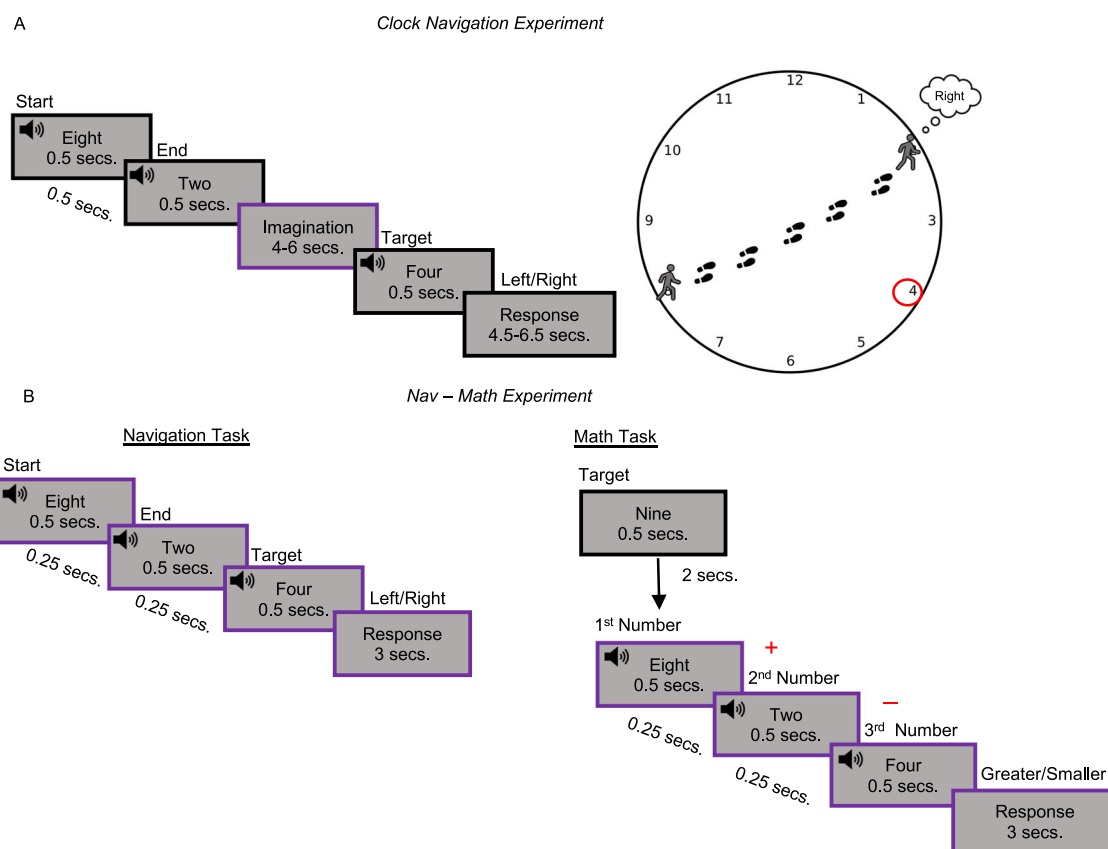 A
Clock Navigation Experiment
Start
Eight
0.5 secs.
0.5 secs.
End
Two
0.5 secs.
Imagination
4-6 secs.
Target
Four
0.5 secs.
Left/Right
Response
4.5-6.5 secs.
12
11
1
Right
10
9
3
4
7
5
6
B
Nav – Math Experiment
Navigation Task
Start
Eight
0.5 secs.
0.25 secs.
End
Two
0.5 secs.
0.25 secs.
Target
Four
0.5 secs.
Left/Right
Response
3 secs.
Math Task
Target
Nine
0.5 secs.
2 secs.
1st Number
Eight
0.5 secs.
0.25 secs.
+
2nd Number
Two
0.5 secs.
0.25 secs.
–
3rd Number
Four
0.5 secs.
Greater/Smaller
Response
3 secs.